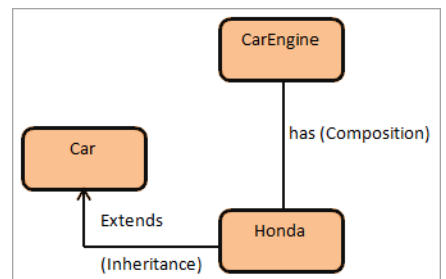 CarEngine
has (Composition)
Car
Extends
Honda
(Inheritance)